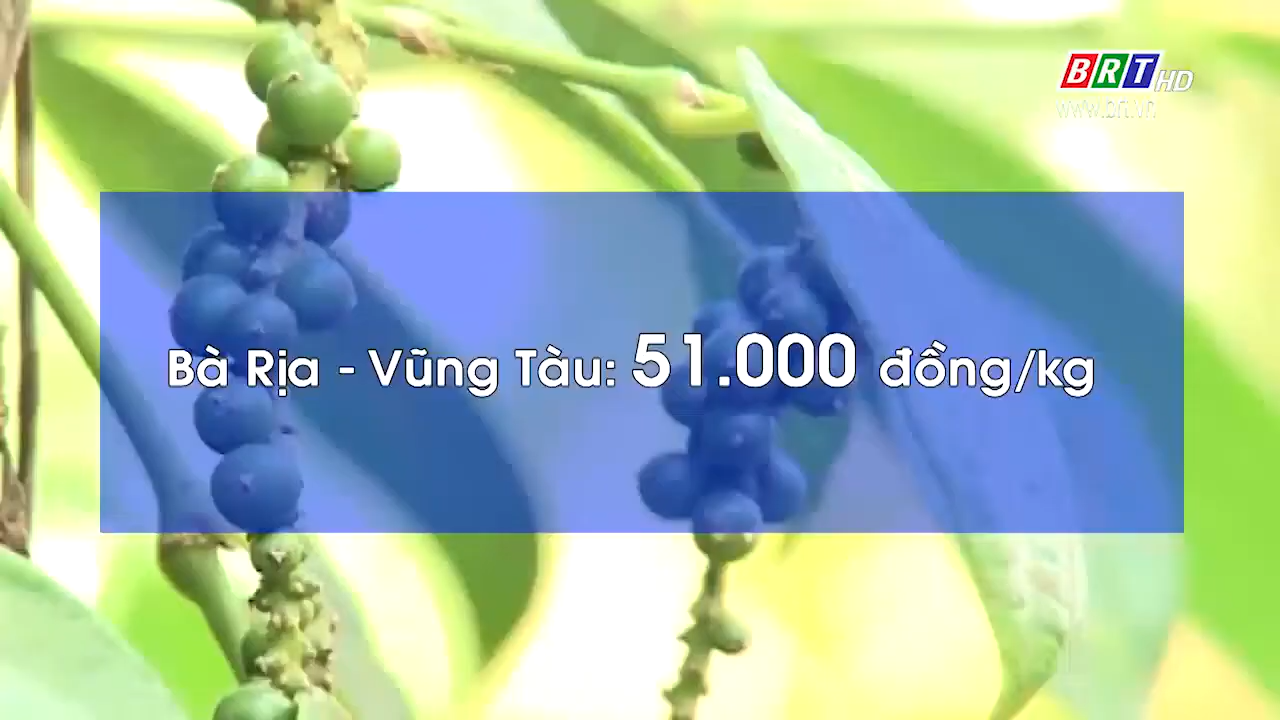 BRT HD
www.brt.vn
Bà Rịa - Vũng Tàu: 51.000 đồng/kg